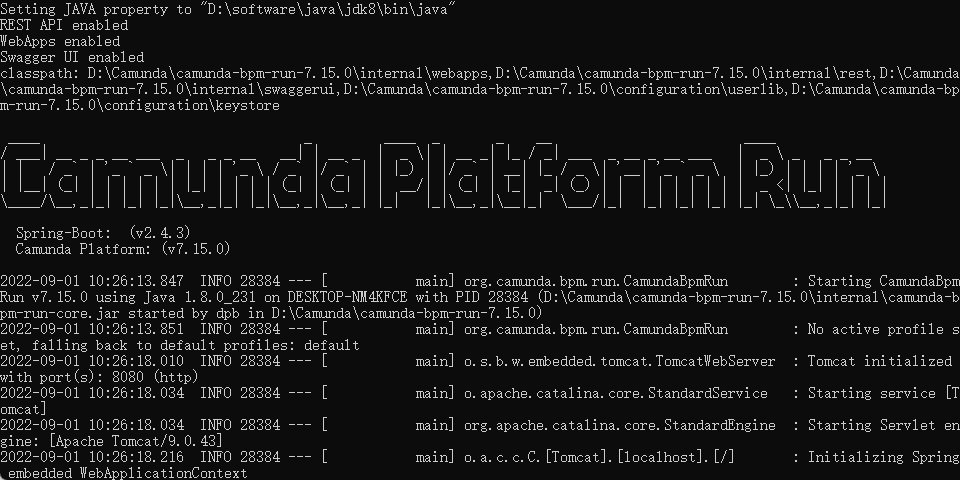 Setting JAVA property to "D:\software\java\jdk8\bin\java"
REST API enabled
WebApps enabled
Swagger UI enabled
classpath: D:\Camunda\camunda-bpm-run-7.15.0\internal\webapps,D:\Camunda\camunda-bpm-run-7.15.0\internal\rest,D:\Camunda
\camunda-bpm-run-7.15.0\internal\swaggerui,D:\Camunda\camunda-bpm-run-7.15.0\configuration\userlib,D:\Camunda\camunda-bp
m-run-7.15.0\configuration\keystore
Camunda Platform Run
Spring-Boot:  (v2.4.3)
Camunda Platform: (v7.15.0)
2022-09-01 10:26:13.847  INFO 28384 --- [           main] org.camunda.bpm.run.CamundaBpmRun        : Starting CamundaBpm
Run v7.15.0 using Java 1.8.0_231 on DESKTOP-NM4KFCE with PID 28384 (D:\Camunda\camunda-bpm-run-7.15.0\internal\camunda-b
pm-run-core.jar started by dpb in D:\Camunda\camunda-bpm-run-7.15.0)
2022-09-01 10:26:13.851  INFO 28384 --- [           main] org.camunda.bpm.run.CamundaBpmRun        : No active profile s
et, falling back to default profiles: default
2022-09-01 10:26:18.010  INFO 28384 --- [           main] o.s.b.w.embedded.tomcat.TomcatWebServer  : Tomcat initialized
with port(s): 8080 (http)
2022-09-01 10:26:18.034  INFO 28384 --- [           main] o.apache.catalina.core.StandardService   : Starting service [T
omcat]
2022-09-01 10:26:18.034  INFO 28384 --- [           main] org.apache.catalina.core.StandardEngine  : Starting Servlet en
gine: [Apache Tomcat/9.0.43]
2022-09-01 10:26:18.216  INFO 28384 --- [           main] o.a.c.c.C.[Tomcat].[localhost].[/]       : Initializing Spring
embedded WebApplicationContext